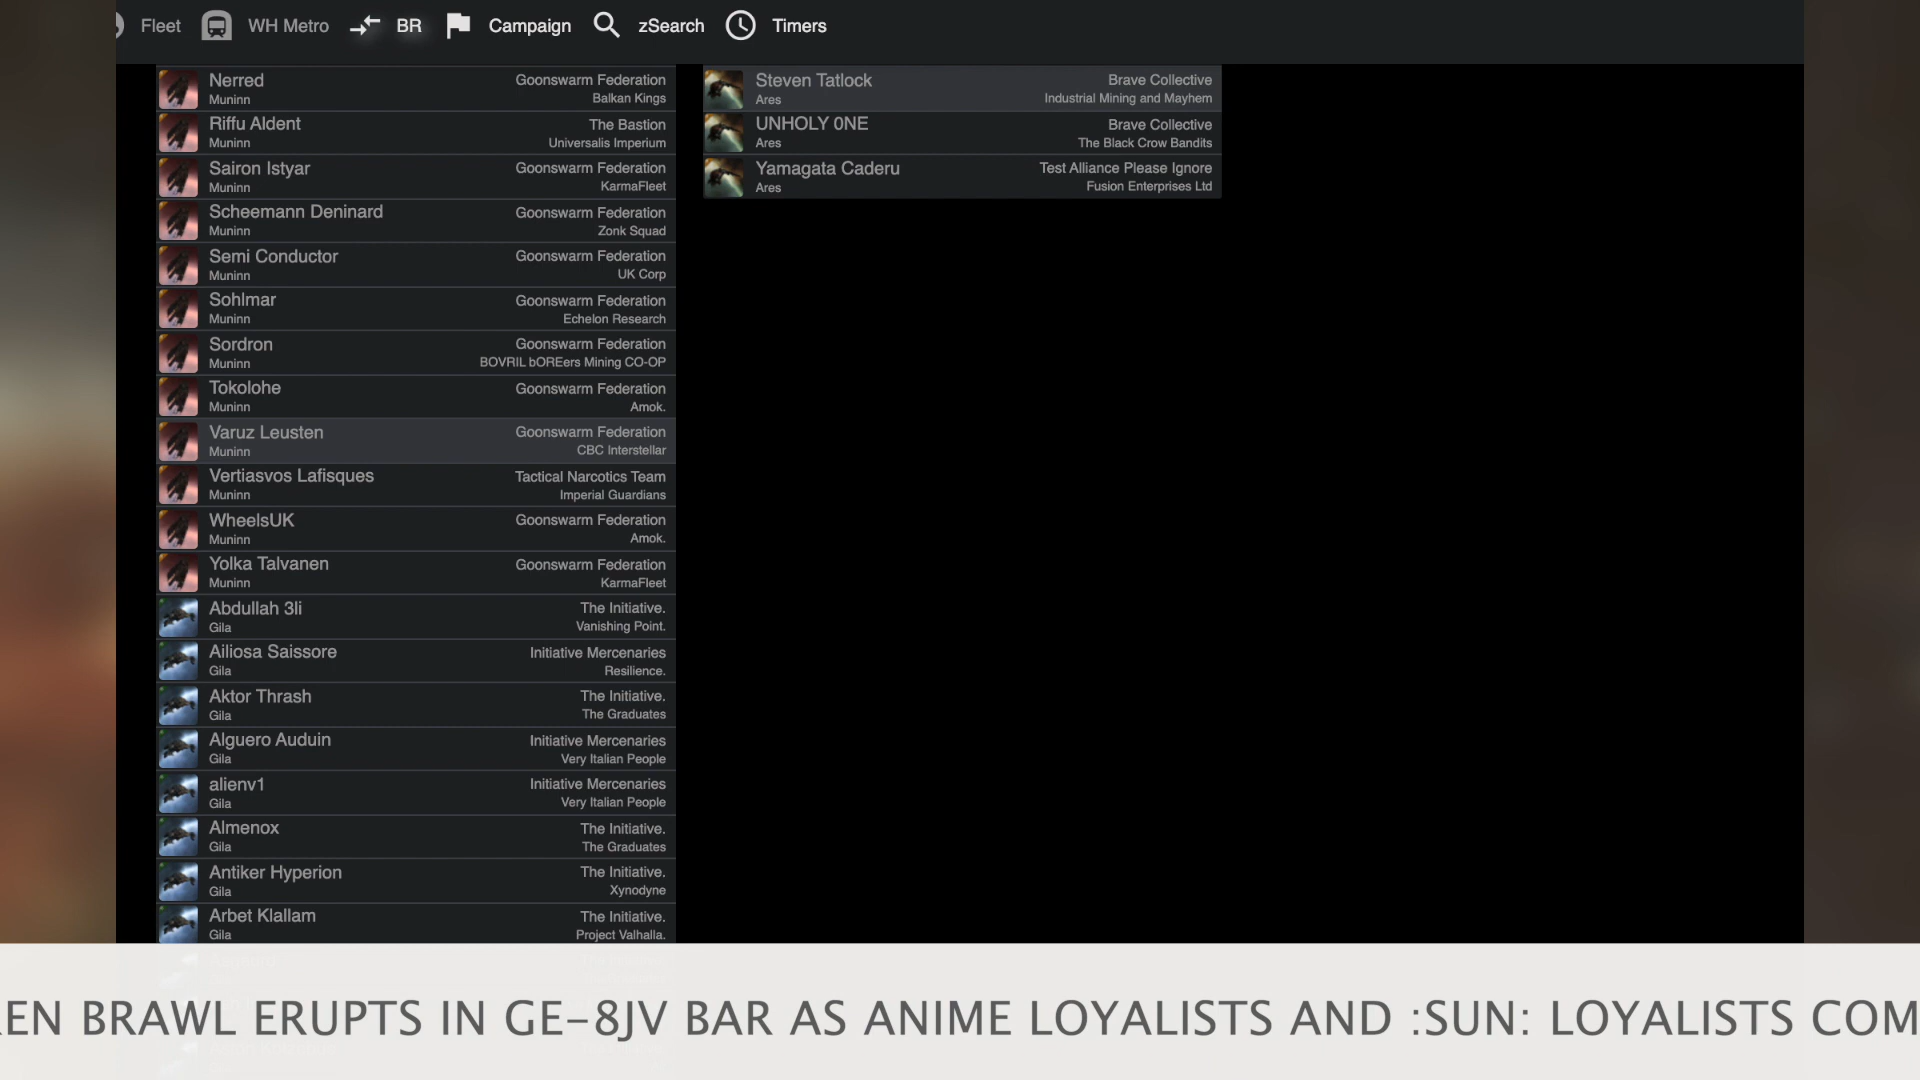 Fleet WH Metro BR Campaign zSearch Timers
Nerred Goonswarm Federation
Muninn Balkan Kings
Riffu Aldent The Bastion
Muninn Universalis Imperium
Sairon Istyar Goonswarm Federation
Muninn KarmaFleet
Scheemann Deninard Goonswarm Federation
Muninn Zonk Squad
Semi Conductor Goonswarm Federation
Muninn UK Corp
Sohlmar Goonswarm Federation
Muninn Echelon Research
Sordron Goonswarm Federation
Muninn BOVRIL bOREers Mining CO-OP
Tokolohe Goonswarm Federation
Muninn Amok.
Varuz Leusten Goonswarm Federation
Muninn CBC Interstellar
Vertiasvos Lafisques Tactical Narcotics Team
Muninn Imperial Guardians
WheelsUK Goonswarm Federation
Muninn Amok.
Yolka Talvanen Goonswarm Federation
Muninn KarmaFleet
Abdullah 3li The Initiative.
Gila Vanishing Point.
Ailiosa Saissore Initiative Mercenaries
Gila Resilience.
Aktor Thrash The Initiative.
Gila The Graduates
Alguero Auduin Initiative Mercenaries
Gila Very Italian People
alienv1 Initiative Mercenaries
Gila Very Italian People
Almenox The Initiative.
Gila The Graduates
Antiker Hyperion The Initiative.
Gila Xynodyne
Arbet Klallam The Initiative.
Gila Project Valhalla.
Steven Tatlock Brave Collective
Ares Industrial Mining and Mayhem
UNHOLY 0NE Brave Collective
Ares The Black Crow Bandits
Yamagata Caderu Test Alliance Please Ignore
Ares Fusion Enterprises Ltd
EN BRAWL ERUPTS IN GE-8JV BAR AS ANIME LOYALISTS AND :SUN: LOYALISTS COM